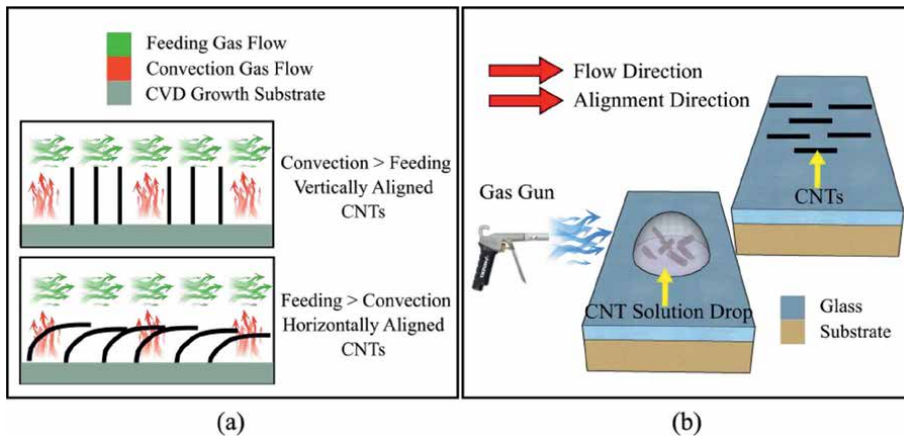 Feeding Gas Flow
Convection Gas Flow
CVD Growth Substrate
Convection > Feeding
Vertically Aligned
CNTs
Feeding > Convection
Horizontally Aligned
CNTs
(a)
Flow Direction
Alignment Direction
Gas Gun
CNTs
CNT Solution Drop
Glass
Substrate
(b)